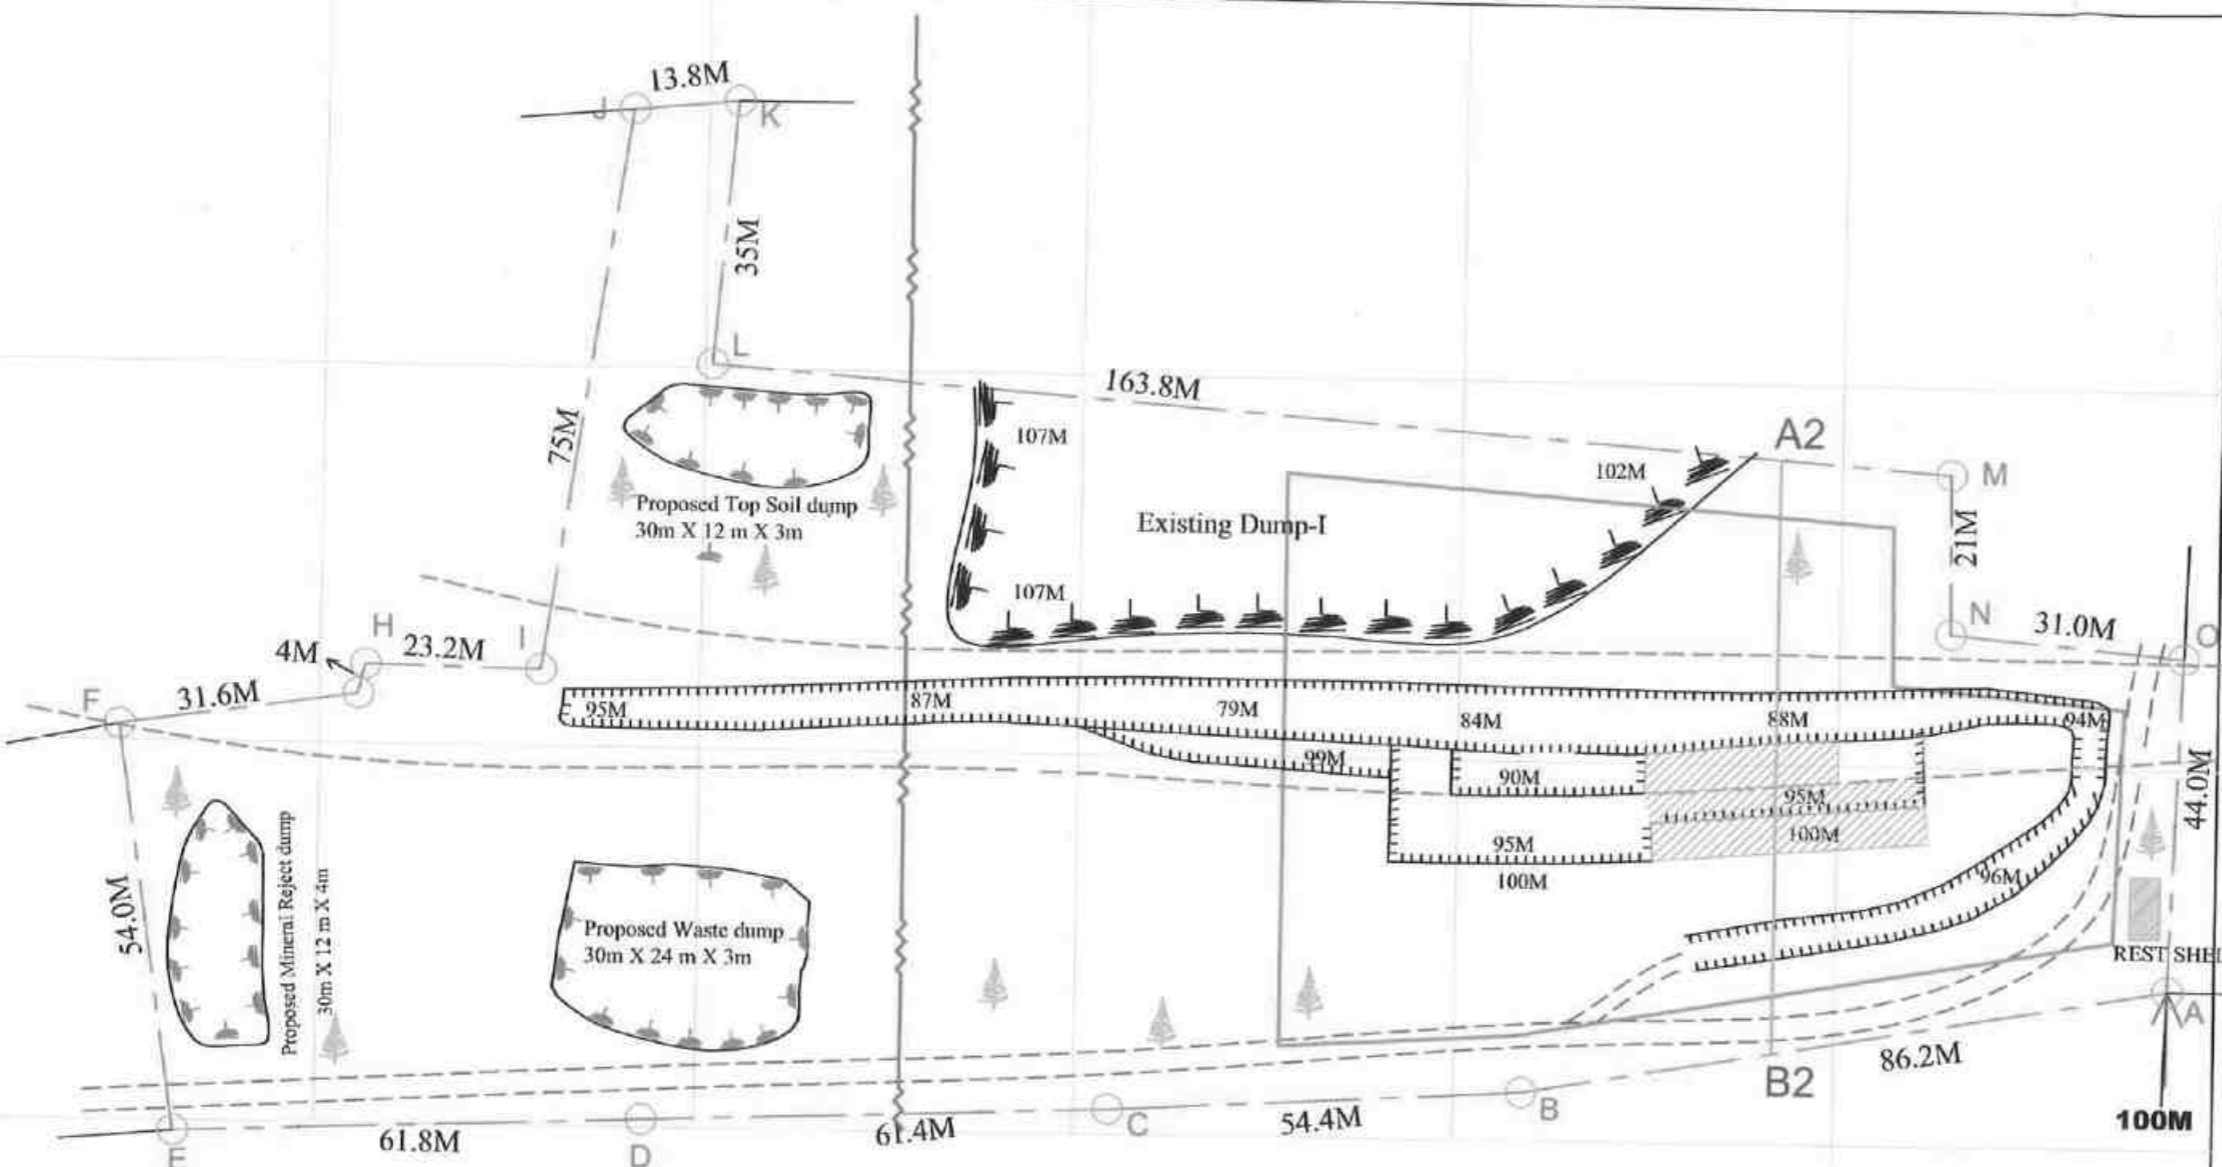 13.8M
J
K
35M
L
163.8M
A2
M
75M
107M
102M
Proposed Top Soil dump
30m X 12 m X 3m
Existing Dump-I
21M
107M
N
31.0M
O
H
4M
23.2M
I
31.6M
F
95M
87M
79M
84M
88M
94M
99M
90M
95M
95M
100M
100M
44.0M
96M
54.0M
Proposed Mineral Reject dump
30m X 12 m X 4m
Proposed Waste dump
30m X 24 m X 3m
REST SHEL
A
86.2M
B2
B
C
54.4M
61.4M
100M
D
61.8M
E